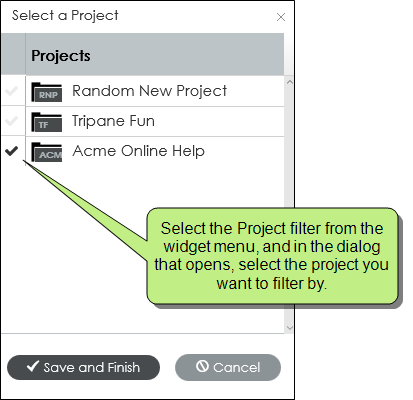 Select a Project
Projects
RNP Random New Project
TF Tripane Fun
ACM Acme Online Help
Select the Project filter from the
widget menu, and in the dialog
that opens, select the project you
want to filter by.
Save and Finish
Cancel